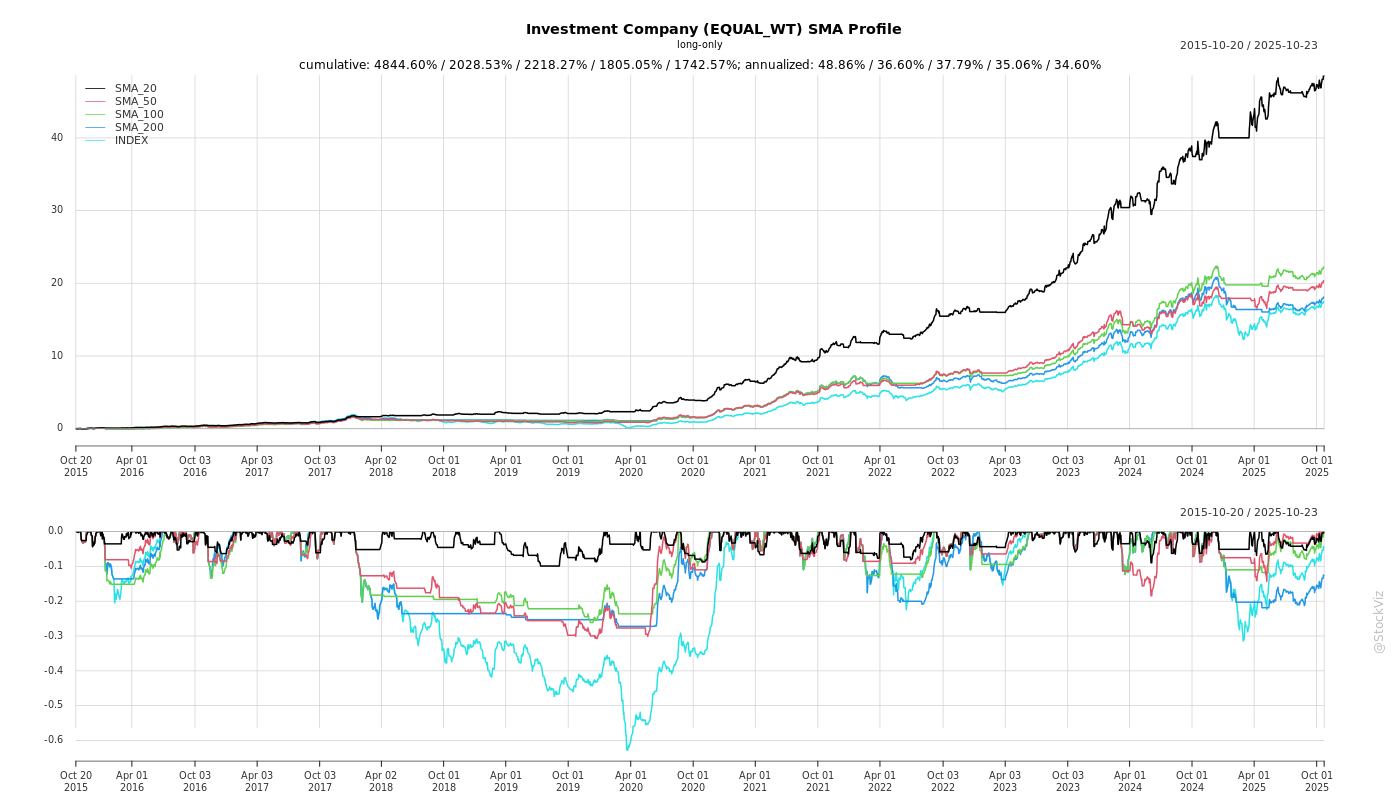 Investment Company (EQUAL_WT) SMA Profile
long-only
2015-10-20 / 2025-10-23
cumulative: 4844.60% / 2028.53% / 2218.27% / 1805.05% / 1742.57%; annualized: 48.86% / 36.60% / 37.79% / 35.06% / 34.60%
SMA_20
SMA_50
SMA_100
SMA_200
INDEX
40
30
20
10
0
Oct 20 Apr 01 Oct 03 Apr 03 Oct 03 Apr 02 Oct 01 Apr 01 Oct 01 Apr 01 Oct 01 Apr 01 Oct 01 Apr 01 Oct 03 Apr 03 Oct 03 Apr 01 Oct 01 Apr 01 Oct 01
2015 2016 2016 2017 2017 2018 2018 2019 2019 2020 2020 2021 2021 2022 2022 2023 2023 2024 2024 2025 2025
2015-10-20 / 2025-10-23
0.0
-0.1
-0.2
-0.3
-0.4
-0.5
-0.6
Oct 20 Apr 01 Oct 03 Apr 03 Oct 03 Apr 02 Oct 01 Apr 01 Oct 01 Apr 01 Oct 01 Apr 01 Oct 01 Apr 01 Oct 03 Apr 03 Oct 03 Apr 01 Oct 01 Apr 01 Oct 01
2015 2016 2016 2017 2017 2018 2018 2019 2019 2020 2020 2021 2021 2022 2022 2023 2023 2024 2024 2025 2025
@StockViz